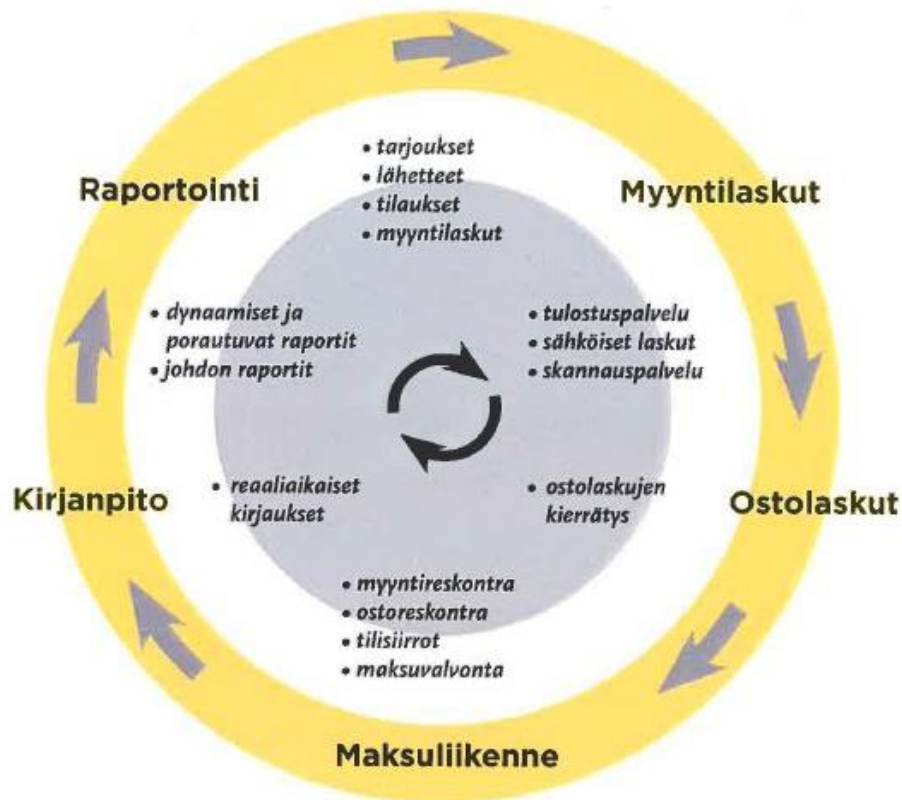 • tarjoukset
• lähetteet
• tilaukset
• myyntilaskut
Raportointi
Myyntilaskut
• dynaamiset ja
porautuvat raportit
• johdon raportit
• tulostuspalvelu
• sähköiset laskut
• skannauspalvelu
Kirjanpito
• reaaliaikaiset
kirjaukset
• ostolaskujen
kierrätys
Ostolaskut
• myyntireskontra
• ostoreskontra
• tilisiirrot
• maksuvalvonta
Maksuliikenne